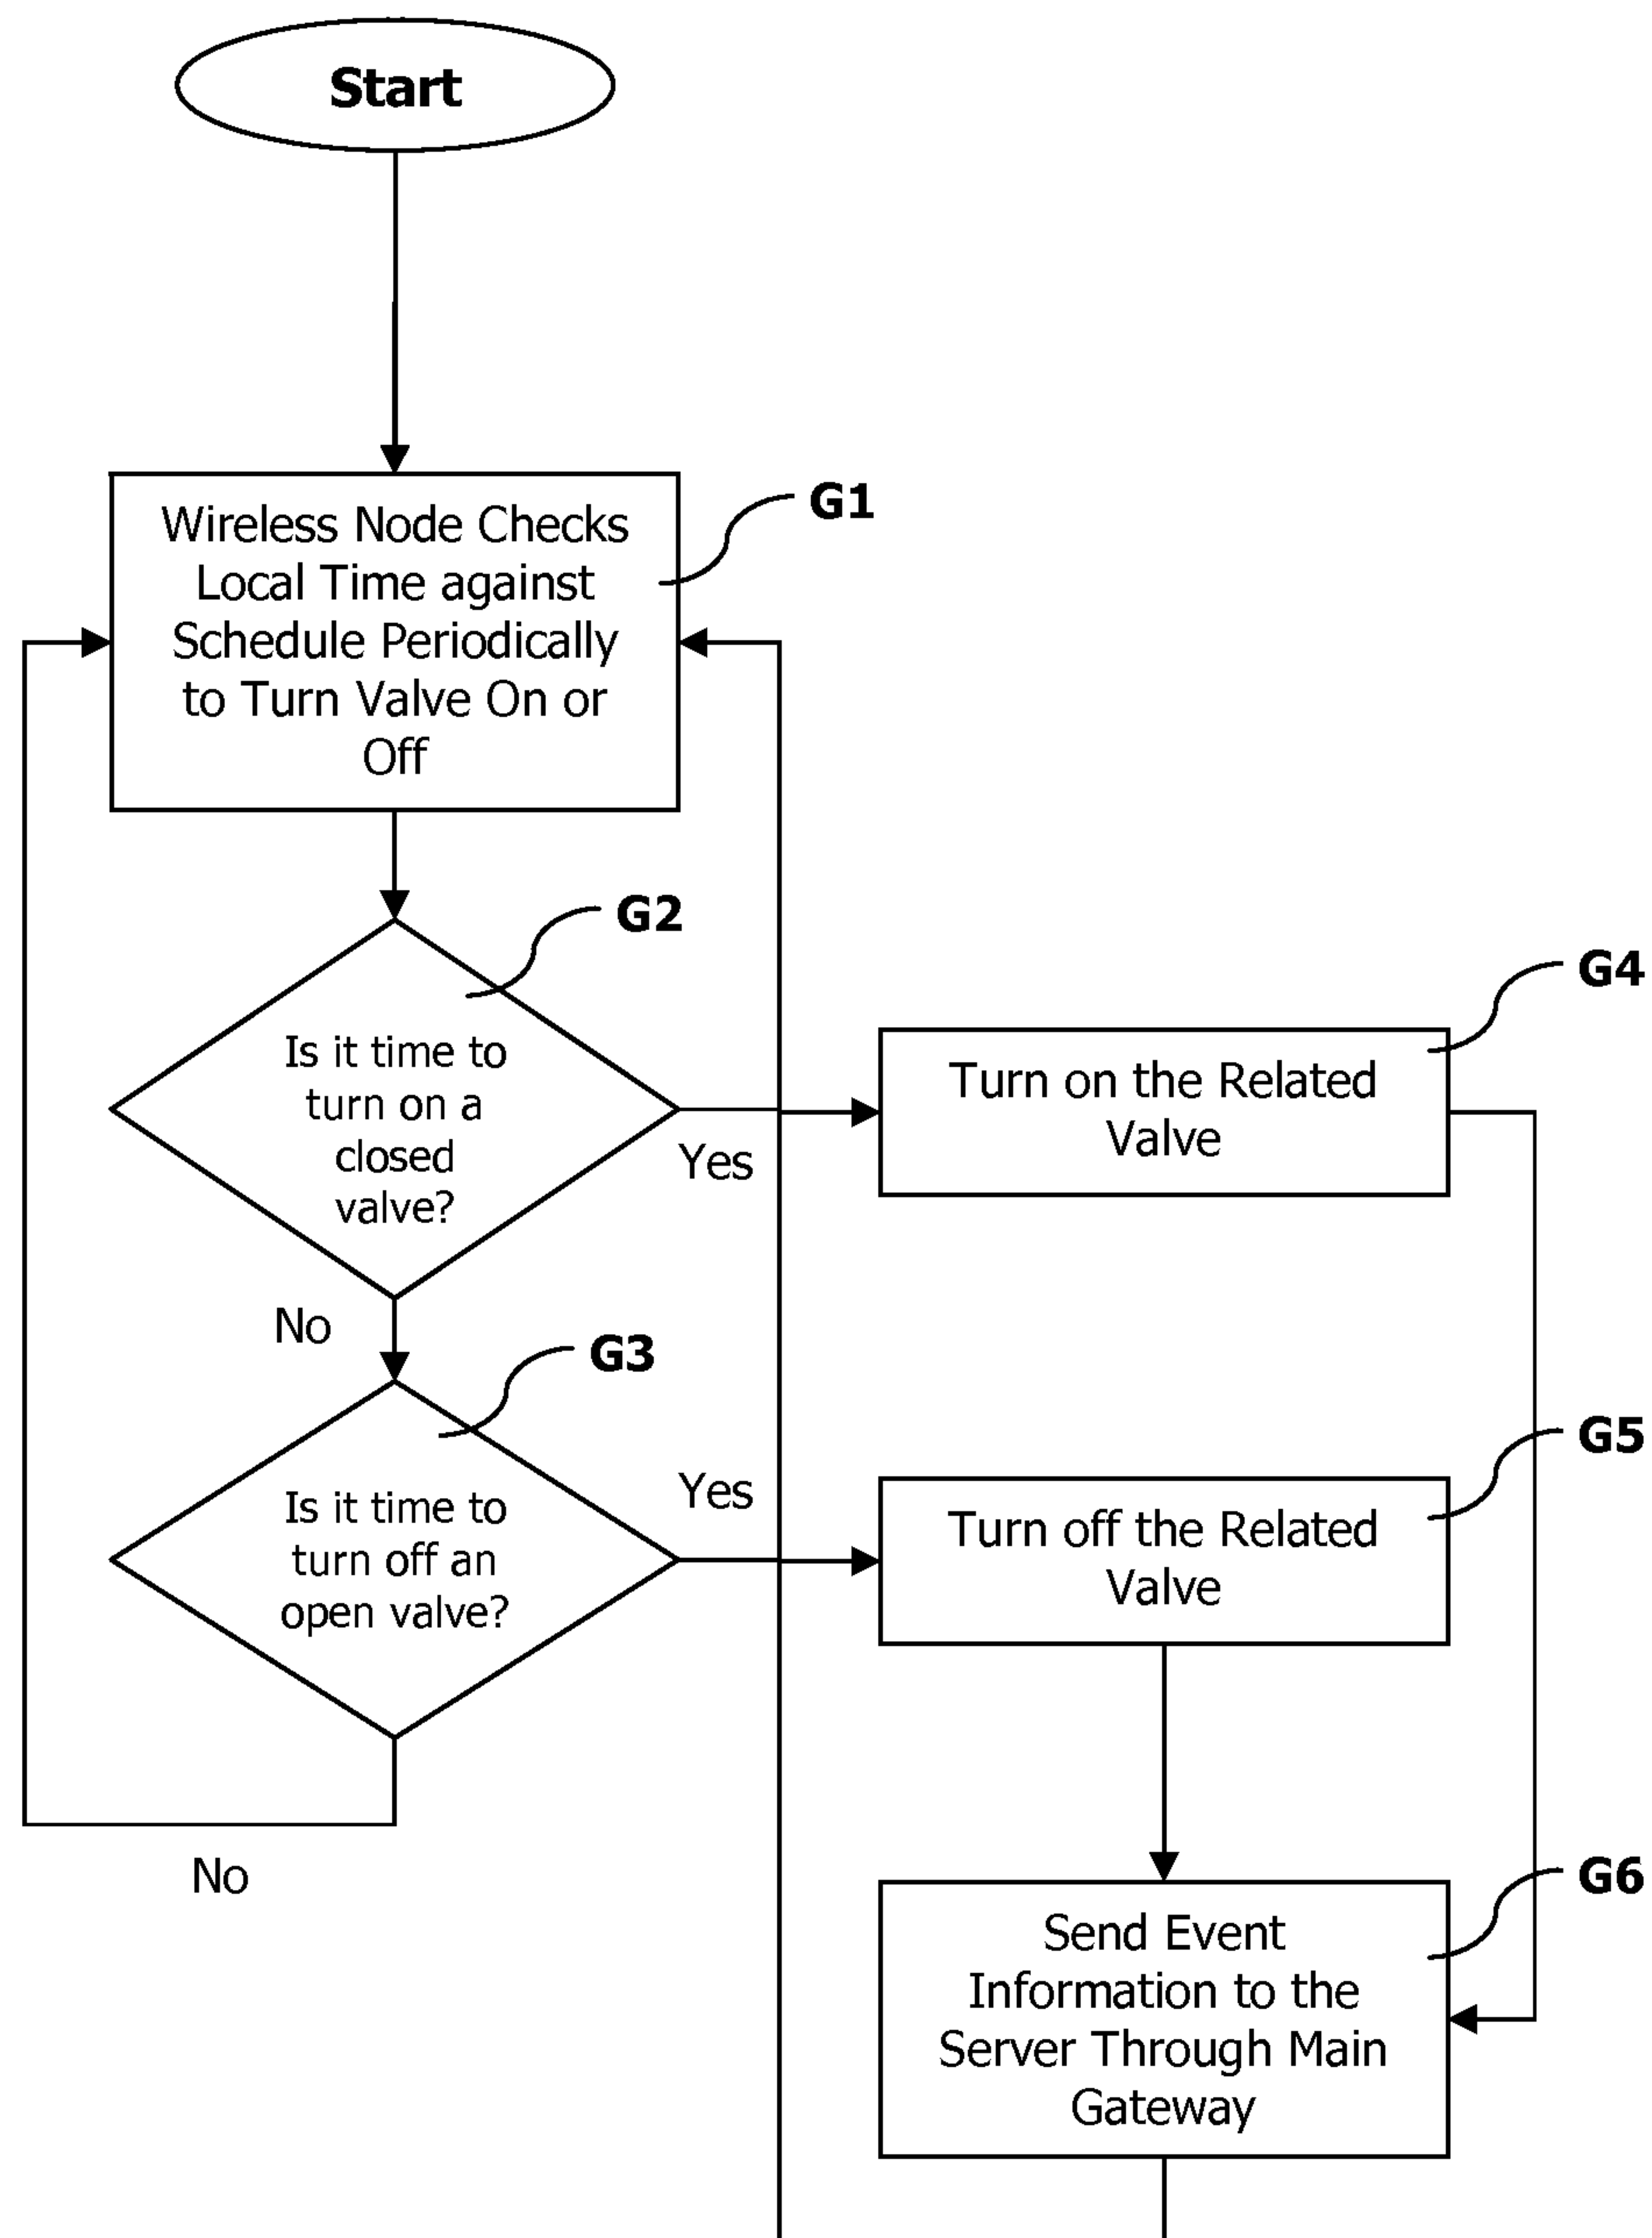 Start
G1
Wireless Node Checks
Local Time against
Schedule Periodically
to Turn Valve On or
Off
G2
Is it time to
turn on a
closed
valve?
Yes
No
G4
Turn on the Related
Valve
G3
Is it time to
turn off an
open valve?
Yes
No
G5
Turn off the Related
Valve
G6
Send Event
Information to the
Server Through Main
Gateway